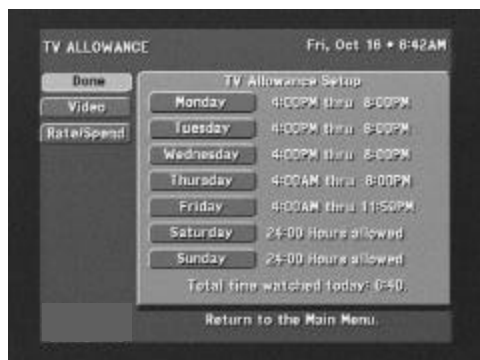 TV ALLOWANCE Fri, Oct 16 • 6:42AM
Done
TV Allowance Setup
Video
Rate/Spend
Monday 4:00PM thru 8:00PM
Tuesday 4:00PM thru 8:00PM
Wednesday 4:00PM thru 8:00PM
Thursday 4:00AM thru 8:00PM
Friday 4:00AM thru 11:50PM
Saturday 24:00 Hours allowed
Sunday 24:00 Hours allowed
Total time watched today: 0:40.
Return to the Main Menu.